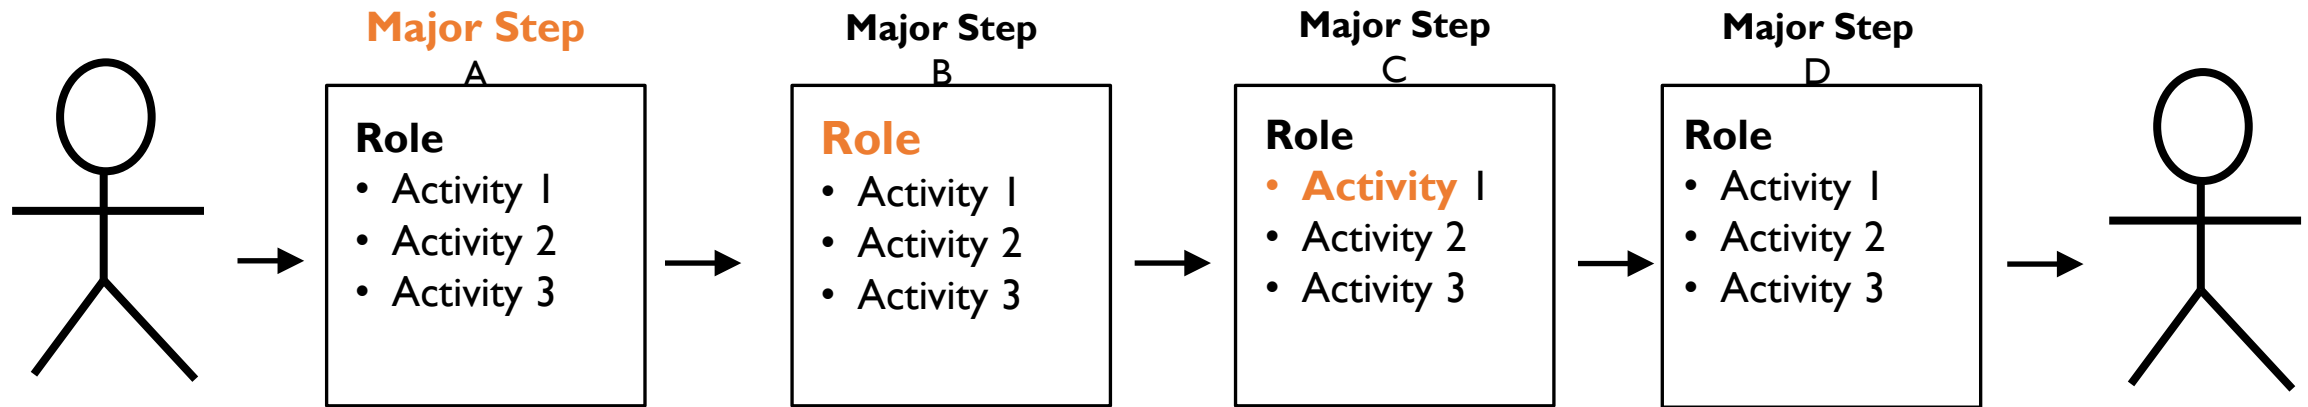 Major Step
A
Role
• Activity 1
• Activity 2
• Activity 3
Major Step
B
Role
• Activity 1
• Activity 2
• Activity 3
Major Step
C
Role
• Activity 1
• Activity 2
• Activity 3
Major Step
D
Role
• Activity 1
• Activity 2
• Activity 3